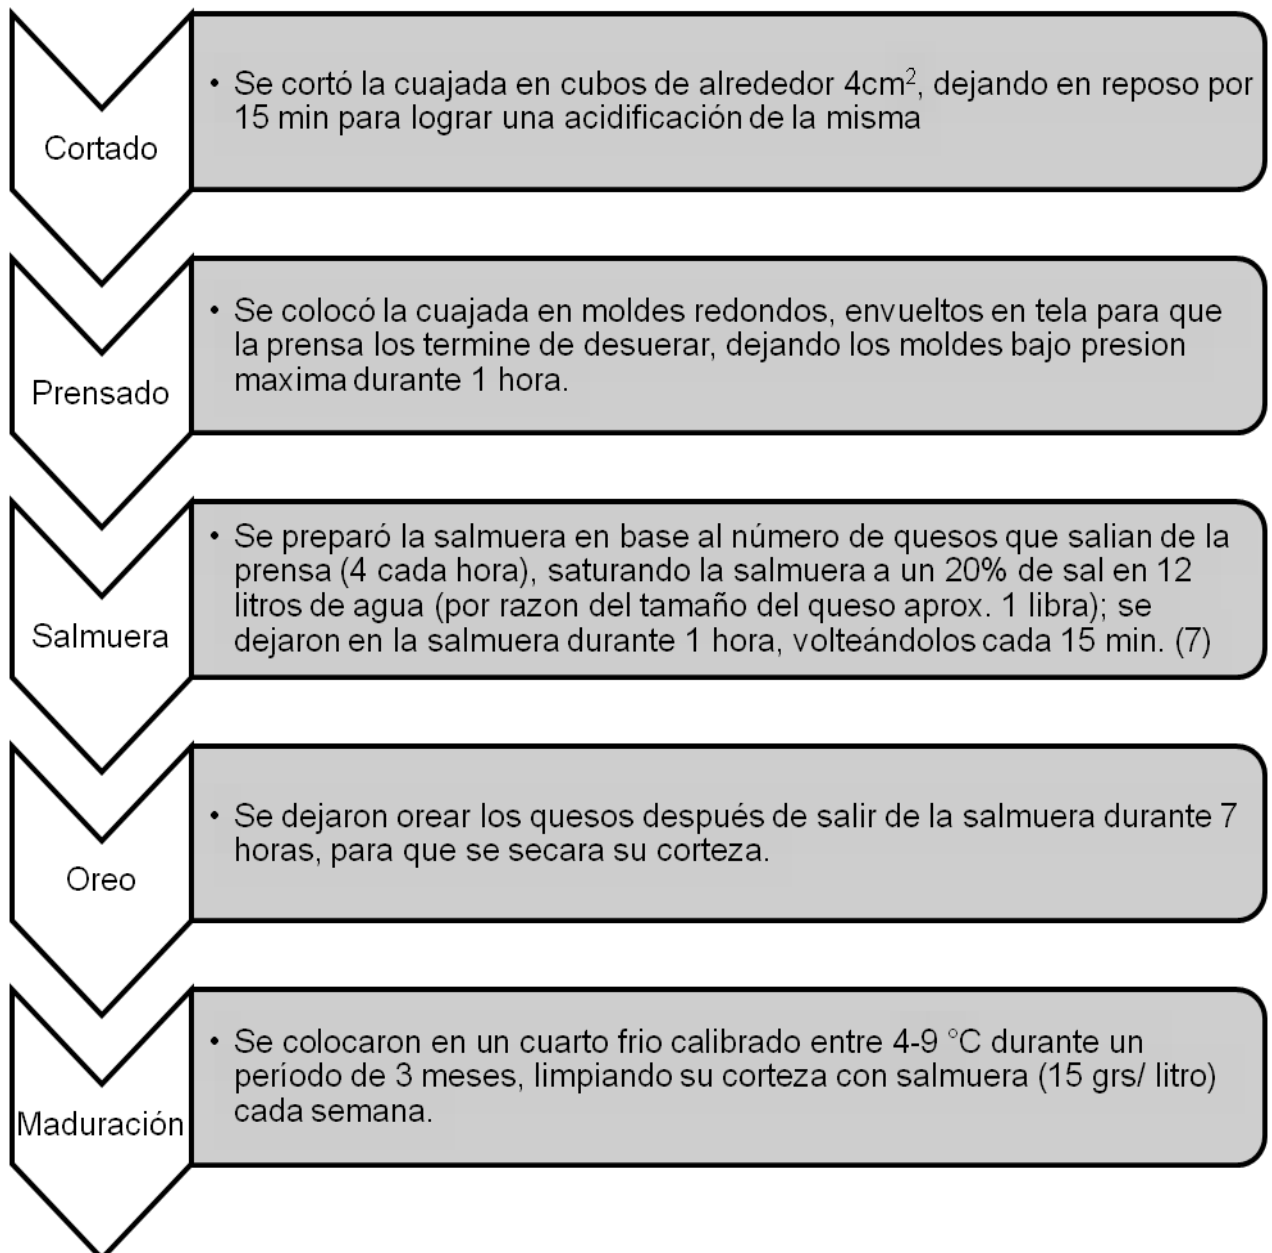 Cortado
• Se cortó la cuajada en cubos de alrededor 4cm², dejando en reposo por
15 min para lograr una acidificación de la misma
Prensado
• Se colocó la cuajada en moldes redondos, envueltos en tela para que
la prensa los termine de desuerar, dejando los moldes bajo presion
maxima durante 1 hora.
Salmuera
• Se preparó la salmuera en base al número de quesos que salian de la
prensa (4 cada hora), saturando la salmuera a un 20% de sal en 12
litros de agua (por razon del tamaño del queso aprox. 1 libra); se
dejaron en la salmuera durante 1 hora, volteándolos cada 15 min. (7)
Oreo
• Se dejaron orear los quesos después de salir de la salmuera durante 7
horas, para que se secara su corteza.
Maduración
• Se colocaron en un cuarto frio calibrado entre 4-9 °C durante un
período de 3 meses, limpiando su corteza con salmuera (15 grs/ litro)
cada semana.